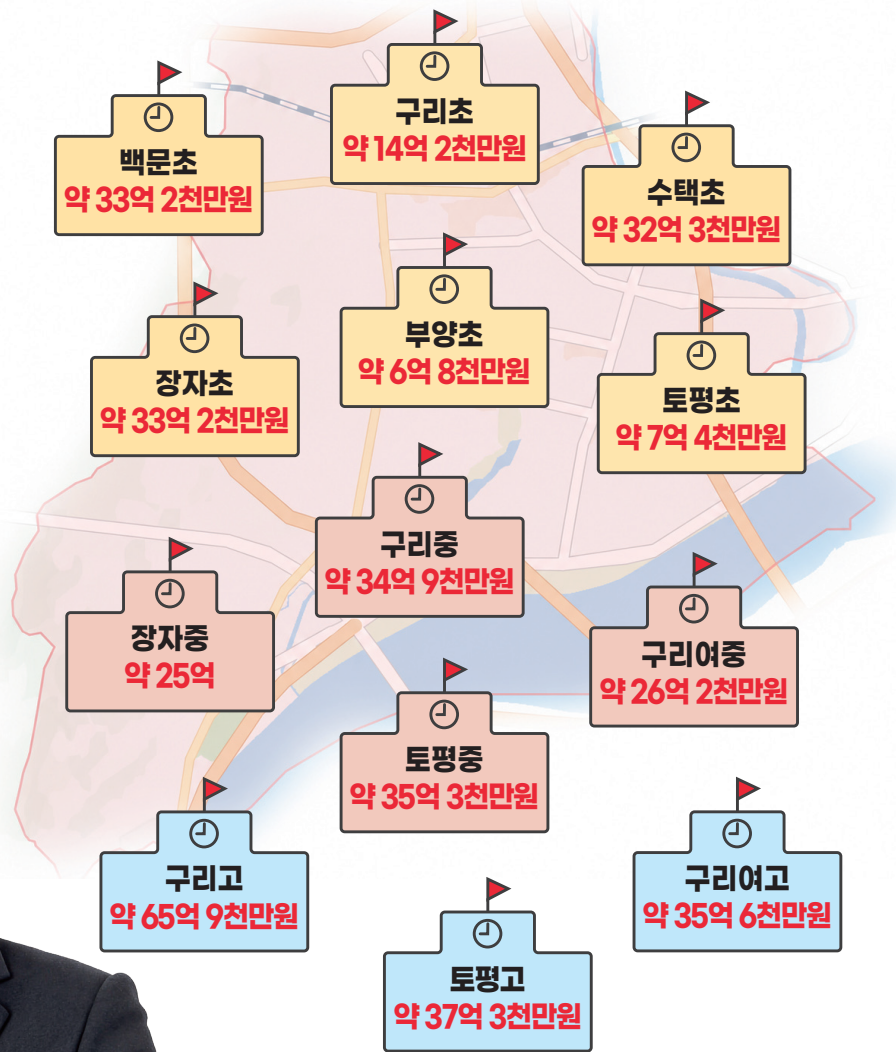 구리초
약 14억 2천만원
백문초
약 33억 2천만원
수택초
약 32억 3천만원
부양초
약 6억 8천만원
장자초
약 33억 2천만원
토평초
약 7억 4천만원
구리중
약 34억 9천만원
장자중
약 25억
구리여중
약 26억 2천만원
토평중
약 35억 3천만원
구리고
약 65억 9천만원
구리여고
약 35억 6천만원
토평고
약 37억 3천만원